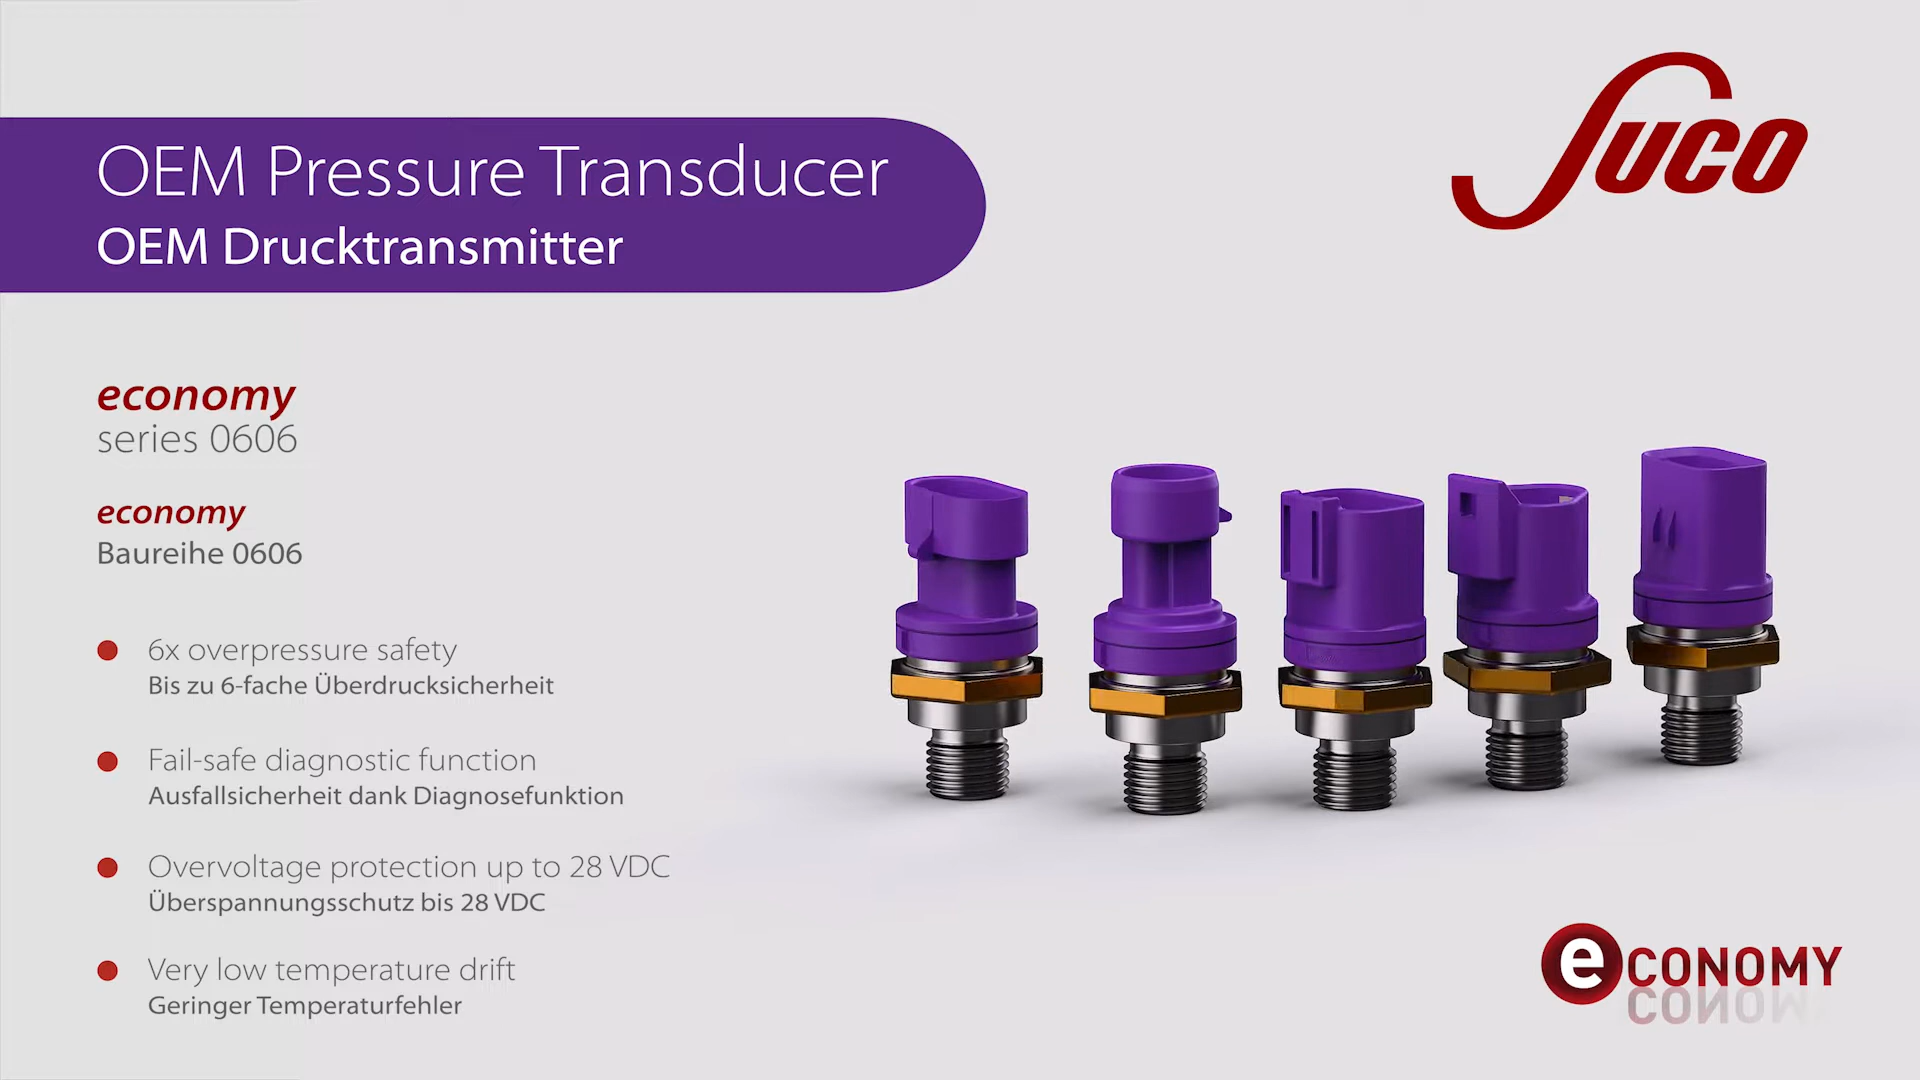 Suco
OEM Pressure Transducer
OEM Drucktransmitter
economy
series 0606
economy
Baureihe 0606
6x overpressure safety
Bis zu 6-fache Überdrucksicherheit
Fail-safe diagnostic function
Ausfallsicherheit dank Diagnosefunktion
Overvoltage protection up to 28 VDC
Überspannungsschutz bis 28 VDC
Very low temperature drift
Geringer Temperaturfehler
eCONOMY